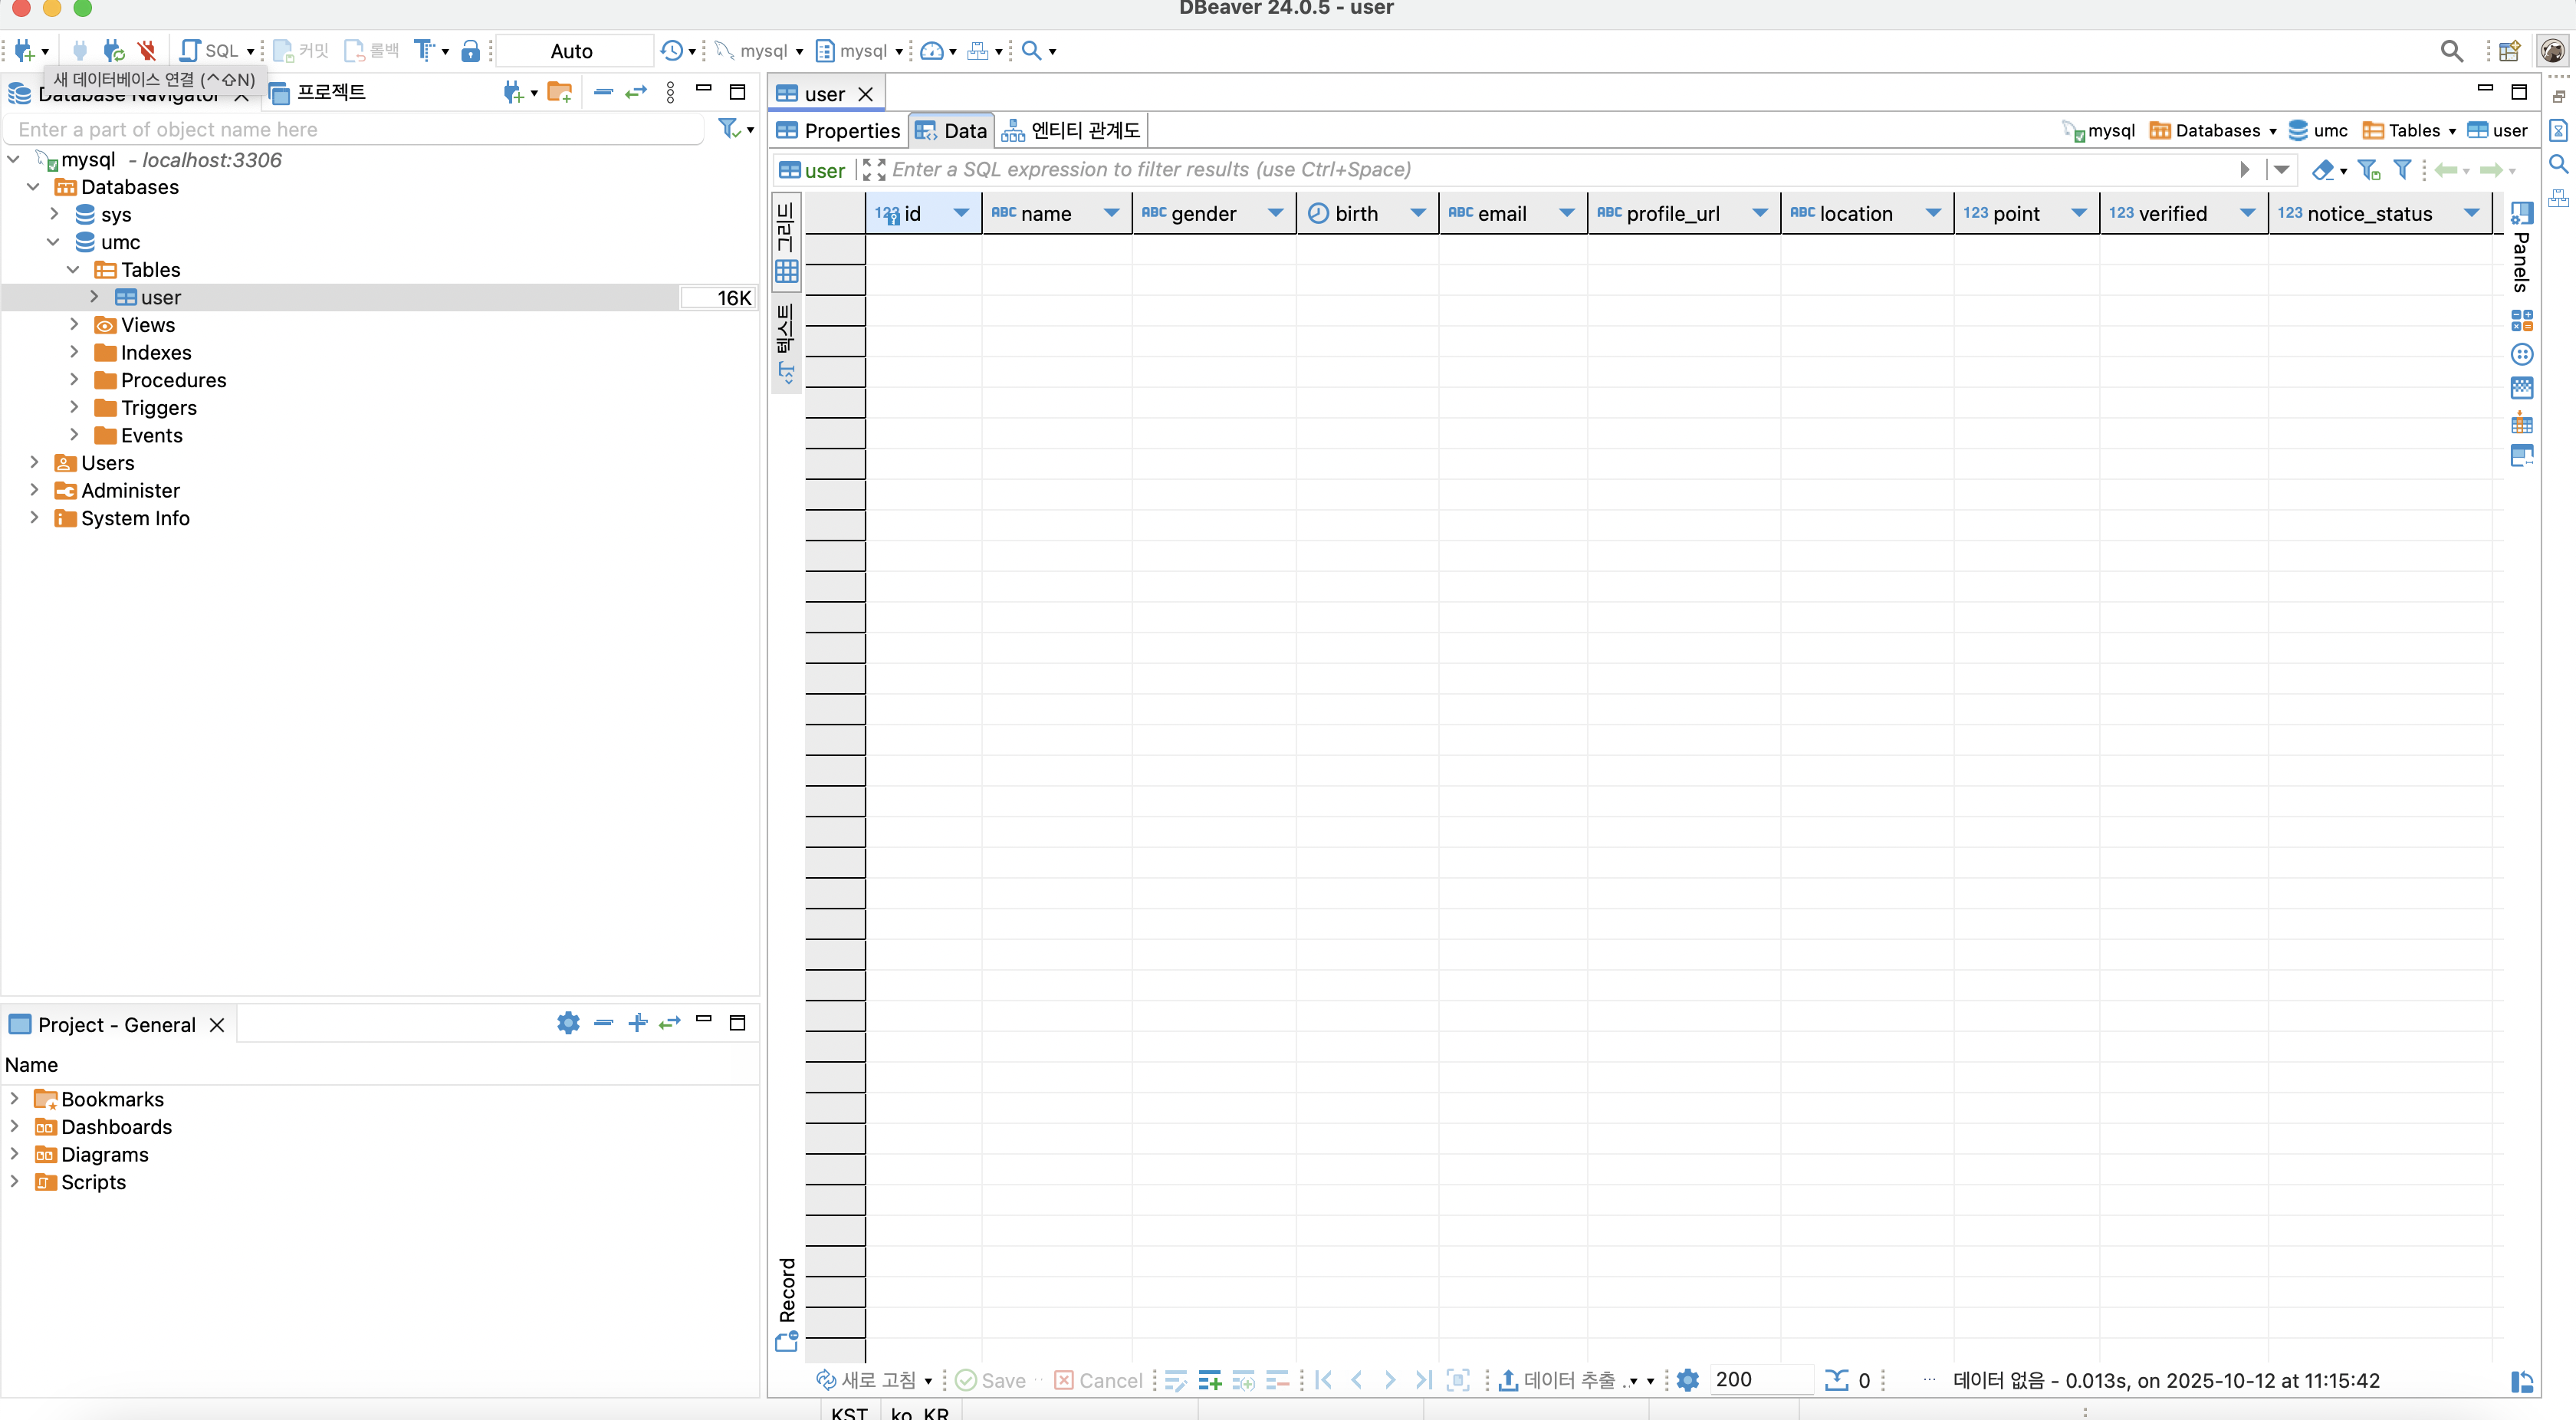 DBeaver 24.0.5 - user
SQL 커밋 롤백 Auto mysql mysql
새 데이터베이스 연결 (^⇧N)
Database Navigator 프로젝트
Enter a part of object name here
mysql - localhost:3306
Databases
sys
umc
Tables
user 16K
Views
Indexes
Procedures
Triggers
Events
Users
Administer
System Info
Project - General
Name
Bookmarks
Dashboards
Diagrams
Scripts
user
Properties Data 엔티티 관계도 mysql Databases umc Tables user
user Enter a SQL expression to filter results (use Ctrl+Space)
그리드
텍스트
Record
123 id ABC name ABC gender birth ABC email ABC profile_url ABC location 123 point 123 verified 123 notice_status
Panels
새로 고침 Save Cancel 데이터 추출 .. 200 0 ... 데이터 없음 - 0.013s, on 2025-10-12 at 11:15:42
KST ko_KR